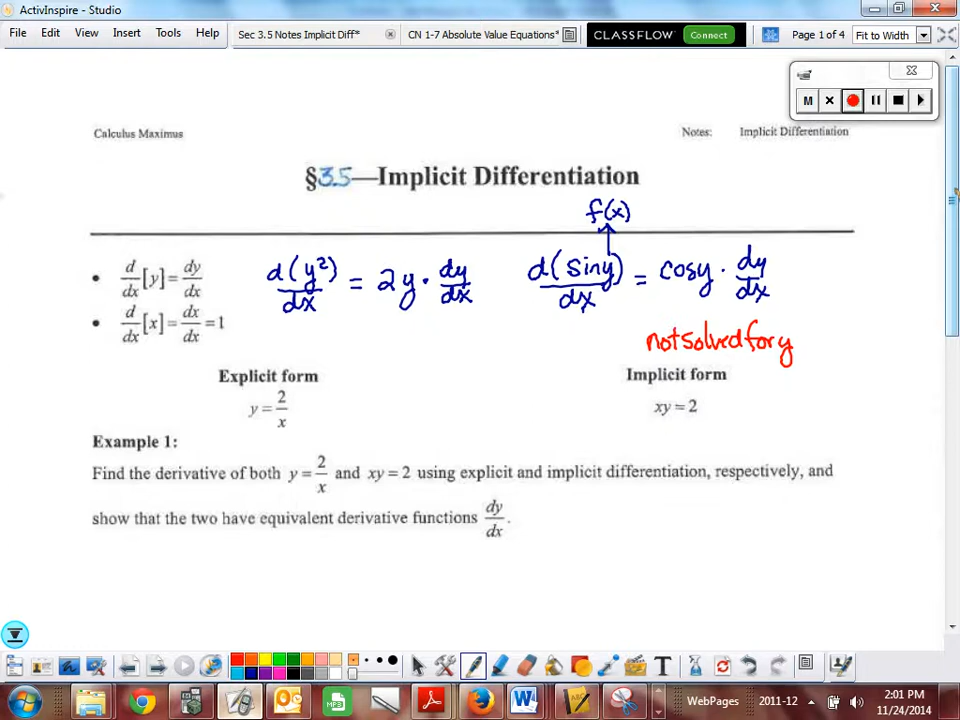 ActivInspire - Studio
File Edit View Insert Tools Help
Sec 3.5 Notes Implicit Diff* CN 1-7 Absolute Value Equations* CLASSFLOW Connect Page 1 of 4 Fit to Width
M
Calculus Maximus Notes: Implicit Differentiation
§3.5—Implicit Differentiation
f(x)
• d/dx[y] = dy/dx
d(y²)/dx = 2y · dy/dx
d(siny)/dx = cosy · dy/dx
• d/dx[x] = dx/dx = 1
not solved for y
Explicit form Implicit form
y = 2/x xy = 2
Example 1:
Find the derivative of both y = 2/x and xy = 2 using explicit and implicit differentiation, respectively, and
show that the two have equivalent derivative functions dy/dx.
T
WebPages 2011-12 2:01 PM
11/24/2014